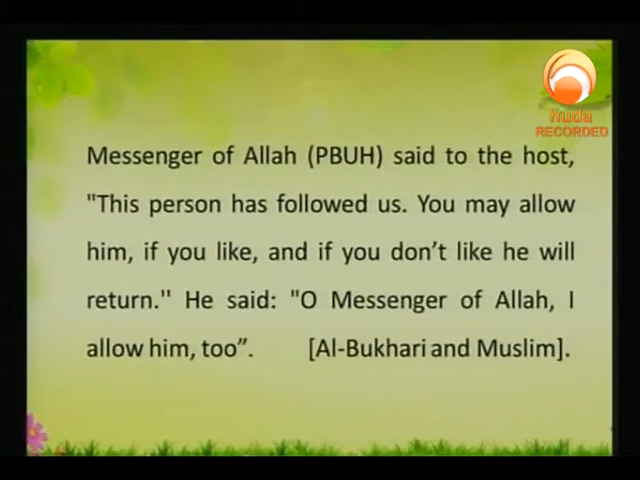 Huda
RECORDED
Messenger of Allah (PBUH) said to the host,
"This person has followed us. You may allow
him, if you like, and if you don’t like he will
return." He said: "O Messenger of Allah, I
allow him, too”. [Al-Bukhari and Muslim].